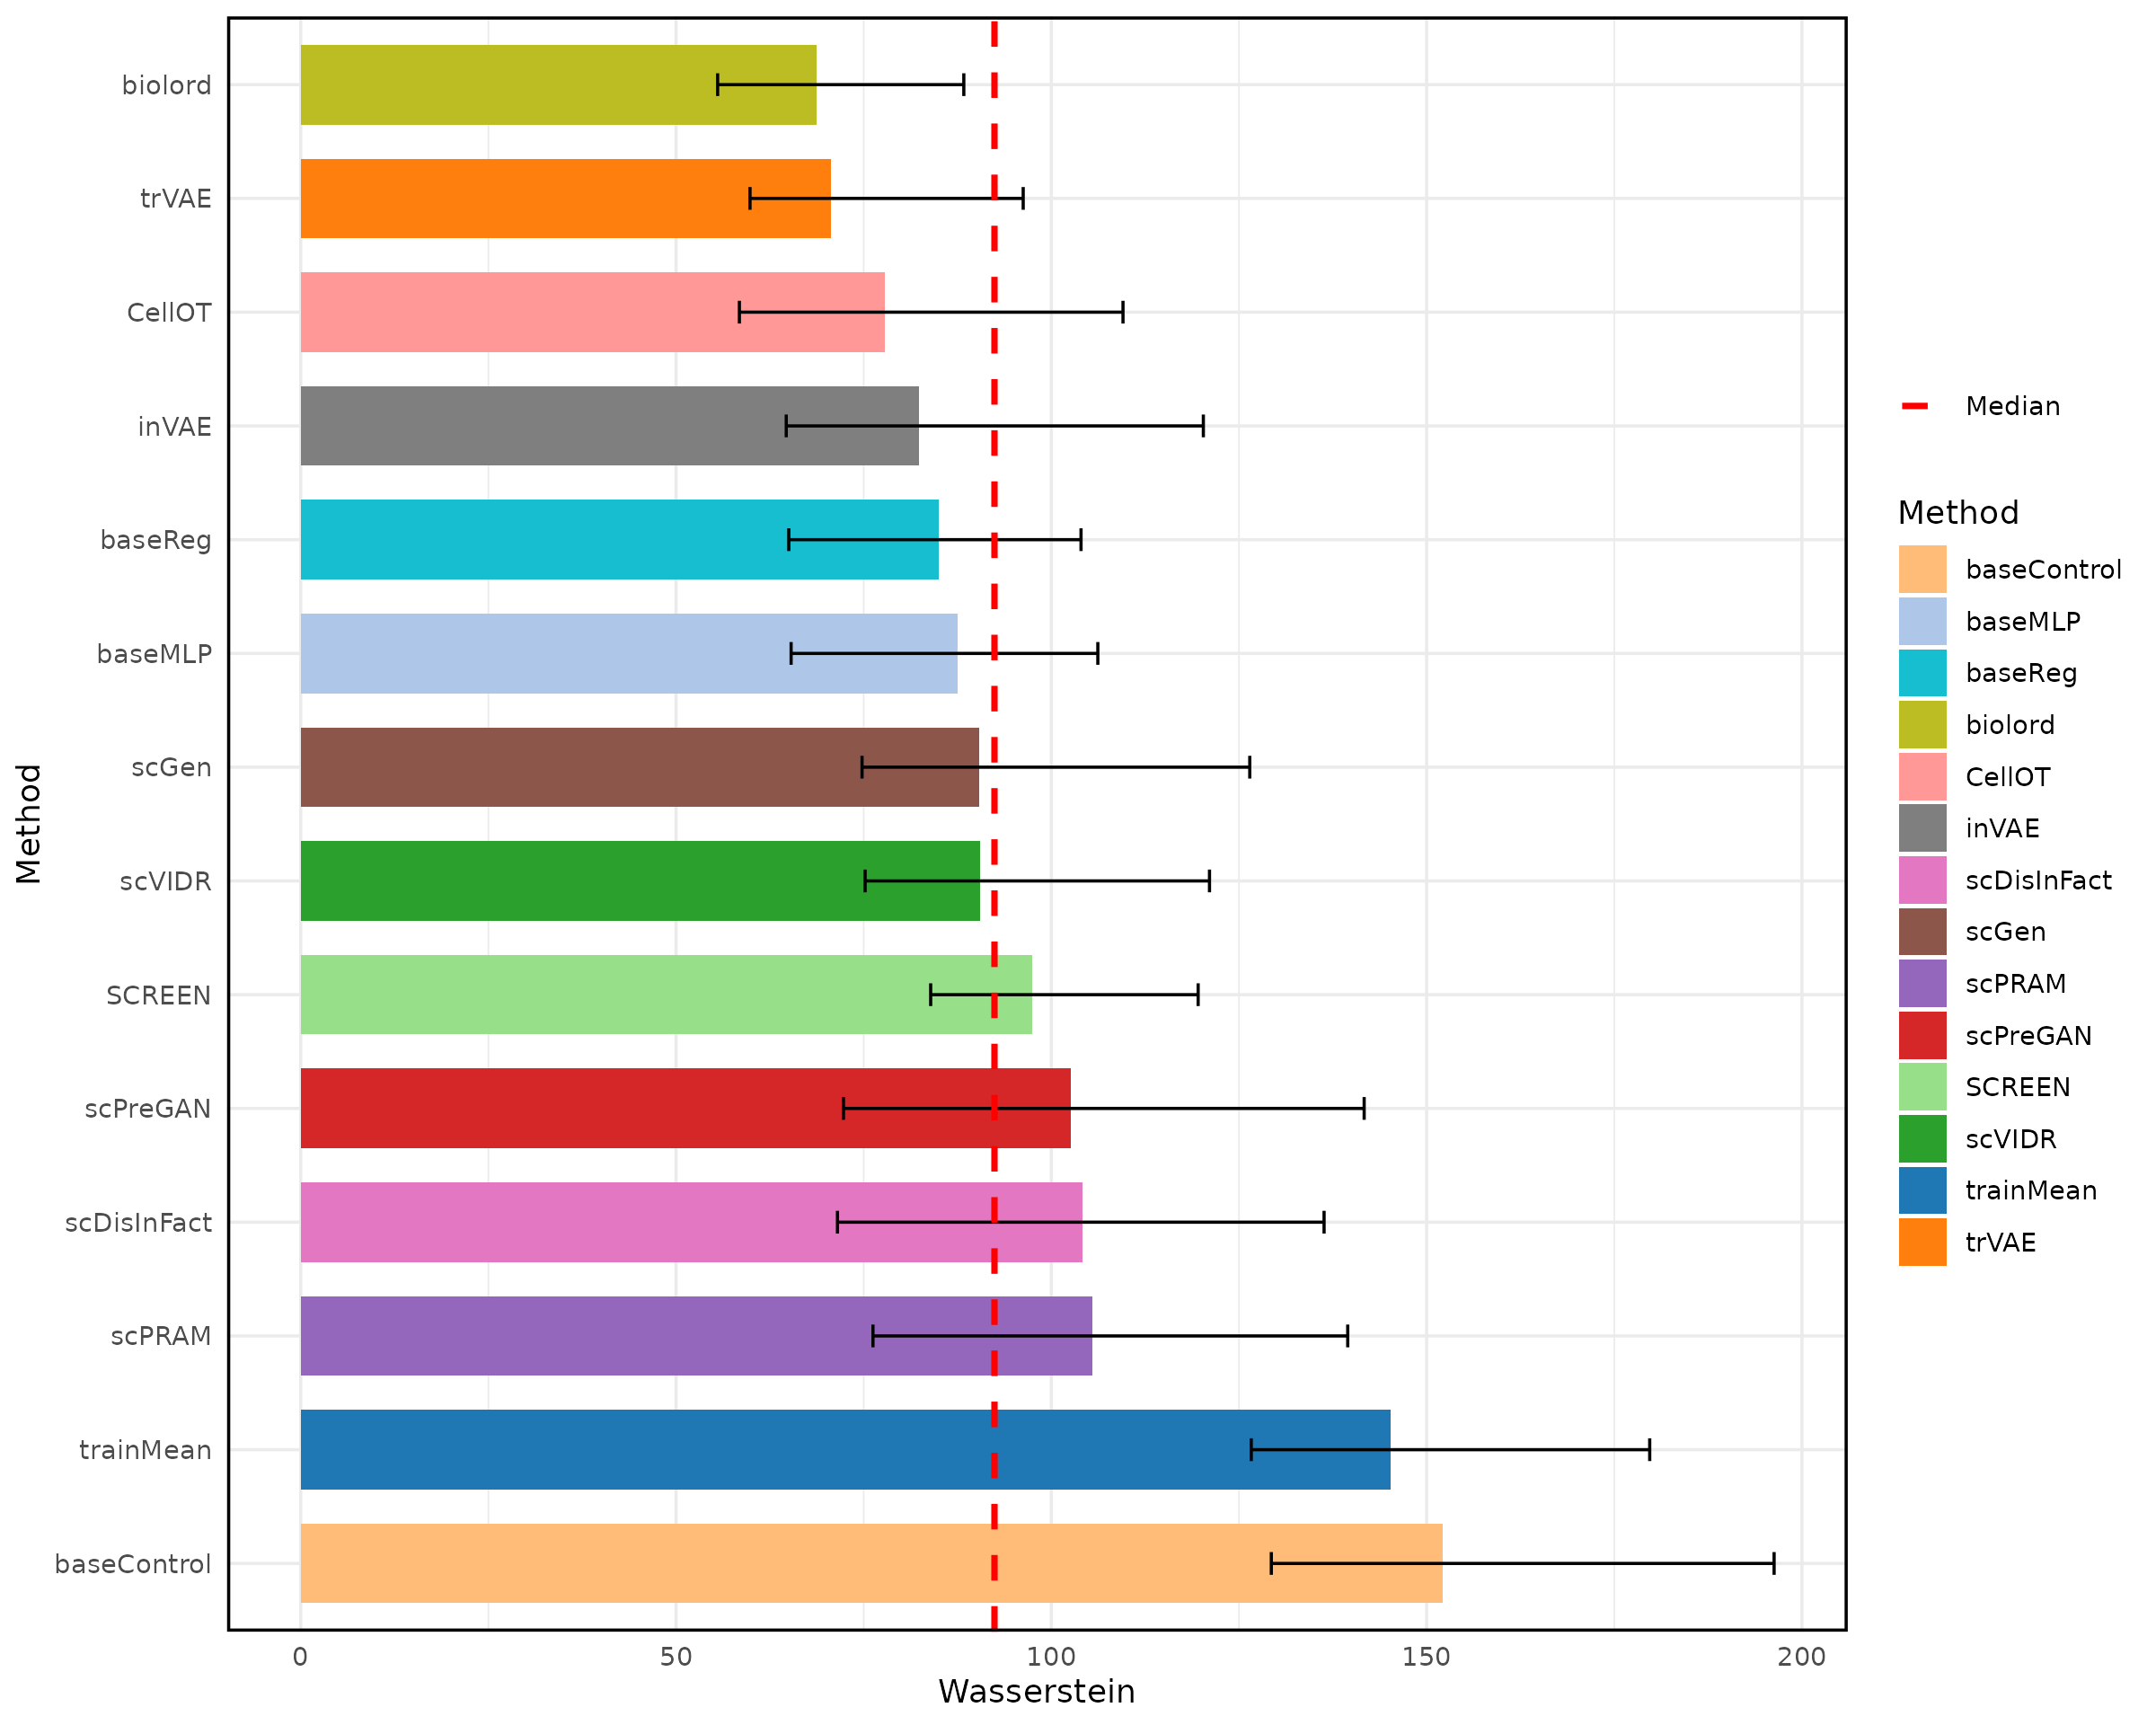 Method
biolord
trVAE
CellOT
inVAE
baseReg
baseMLP
scGen
scVIDR
SCREEN
scPreGAN
scDisInFact
scPRAM
trainMean
baseControl
0 50 100 150 200
Wasserstein
Median
Method
baseControl
baseMLP
baseReg
biolord
CellOT
inVAE
scDisInFact
scGen
scPRAM
scPreGAN
SCREEN
scVIDR
trainMean
trVAE